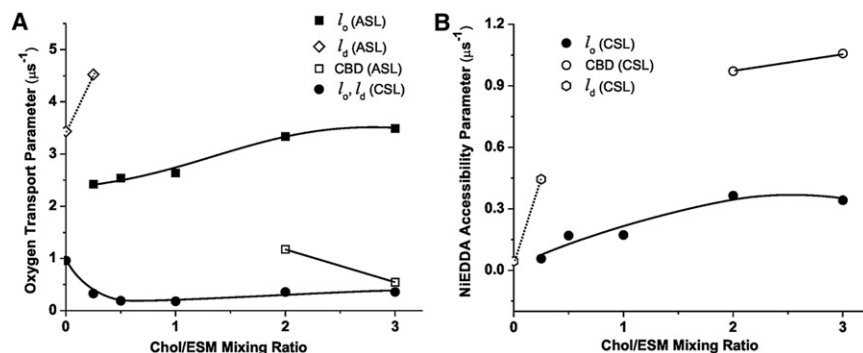 A
l_o (ASL)
l_d (ASL)
CBD (ASL)
l_o, l_d (CSL)
Oxygen Transport Parameter (μs⁻¹)
5
4
3
2
1
0
0 1 2 3
Chol/ESM Mixing Ratio
B
l_o (CSL)
CBD (CSL)
l_d (CSL)
NiEDDA Accessibility Parameter (μs⁻¹)
1.2
0.9
0.6
0.3
0.0
0 1 2 3
Chol/ESM Mixing Ratio